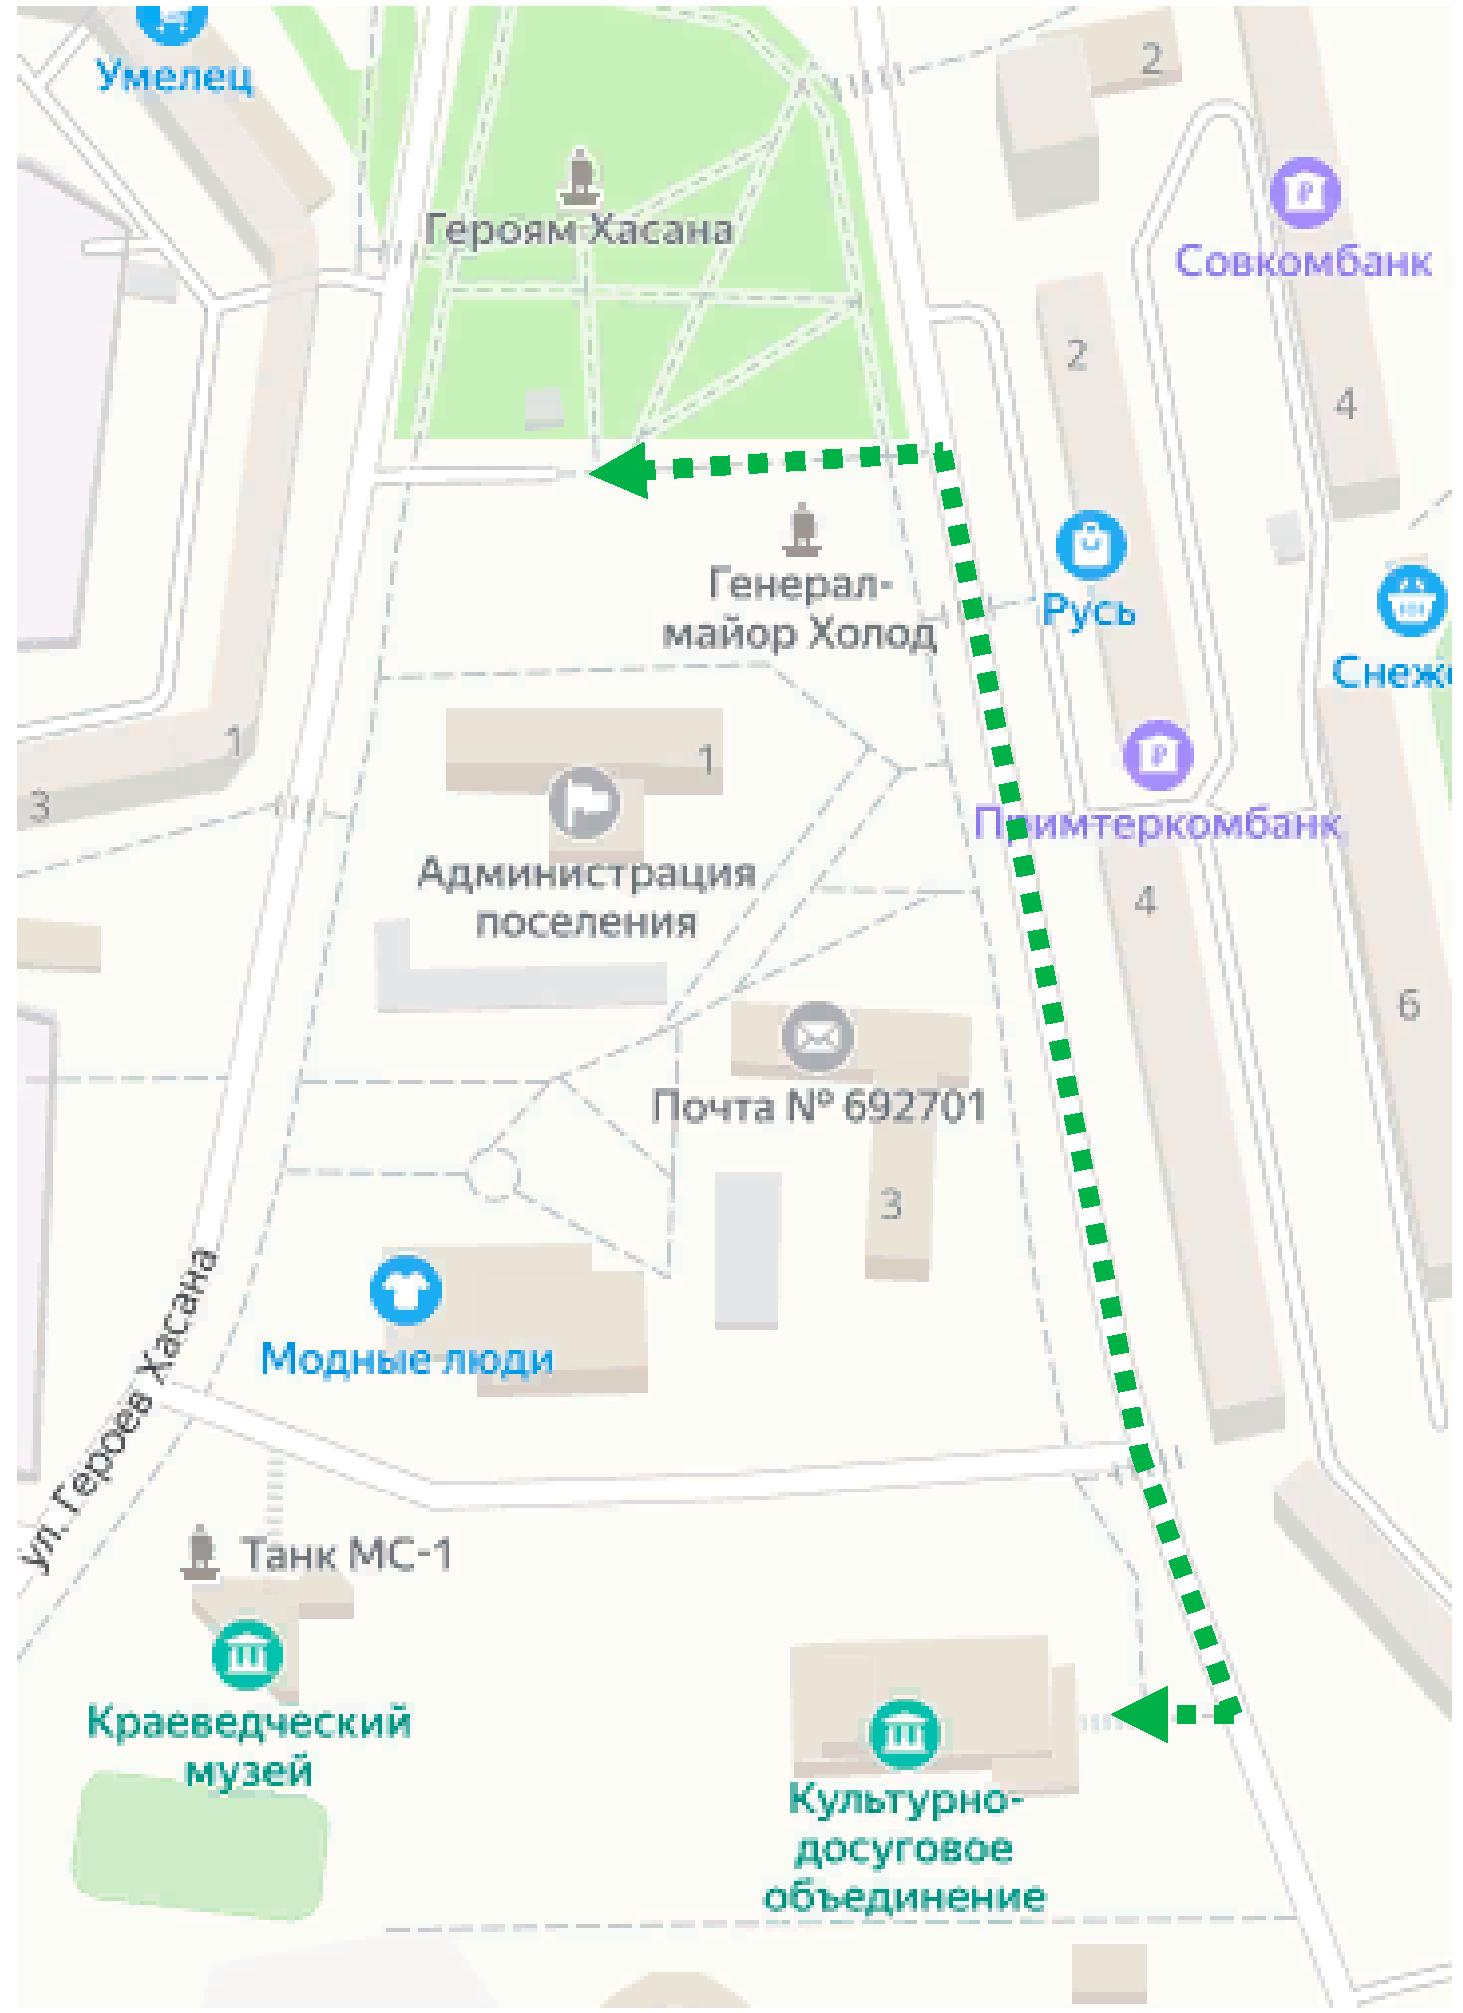 Умелец
2
Героям Хасана
Совкомбанк
2
4
Генерал-
майор Холод
Русь
Снеж
1
1
3
Примтеркомбанк
Администрация
поселения
4
6
Почта № 692701
3
Модные люди
ул. Героев Хасана
Танк МС-1
Краеведческий
музей
Культурно-
досуговое
объединение